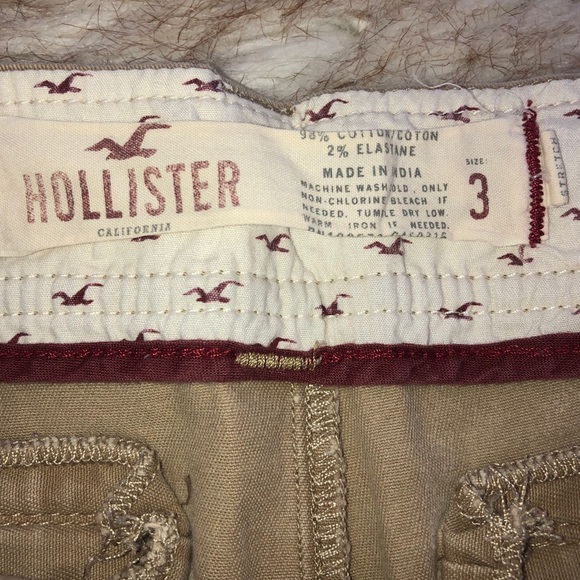 HOLLISTER
CALIFORNIA
98% COTTON/COTON
2% ELASTANE
MADE IN INDIA
MACHINE WASH COLD, ONLY
NON-CHLORINE BLEACH IF
NEEDED. TUMBLE DRY LOW.
WARM IRON IF NEEDED.
SIZE:
3
STRETCH